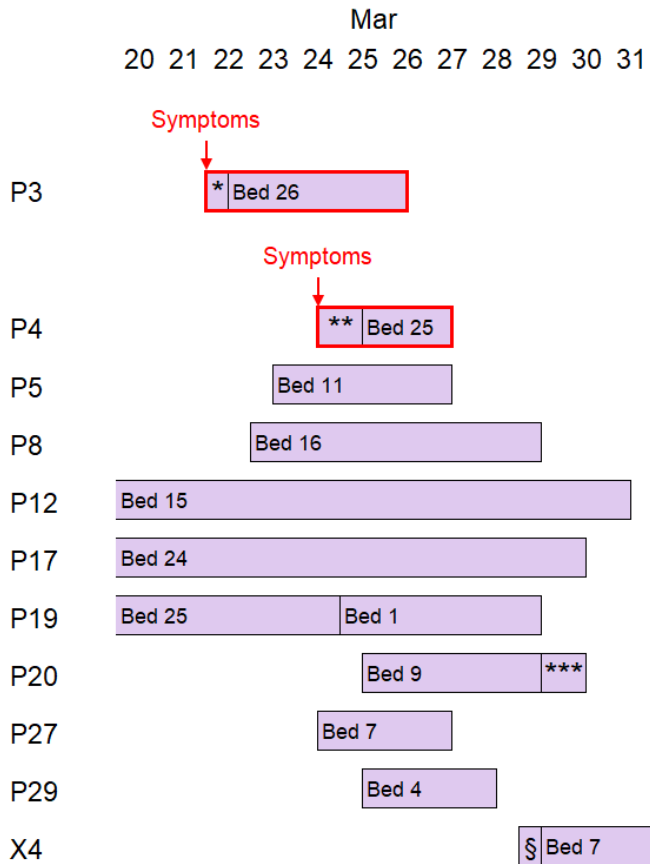 Mar
20 21 22 23 24 25 26 27 28 29 30 31
Symptoms
P3 * Bed 26
Symptoms
P4 ** Bed 25
P5 Bed 11
P8 Bed 16
P12 Bed 15
P17 Bed 24
P19 Bed 25 Bed 1
P20 Bed 9 ***
P27 Bed 7
P29 Bed 4
X4 § Bed 7